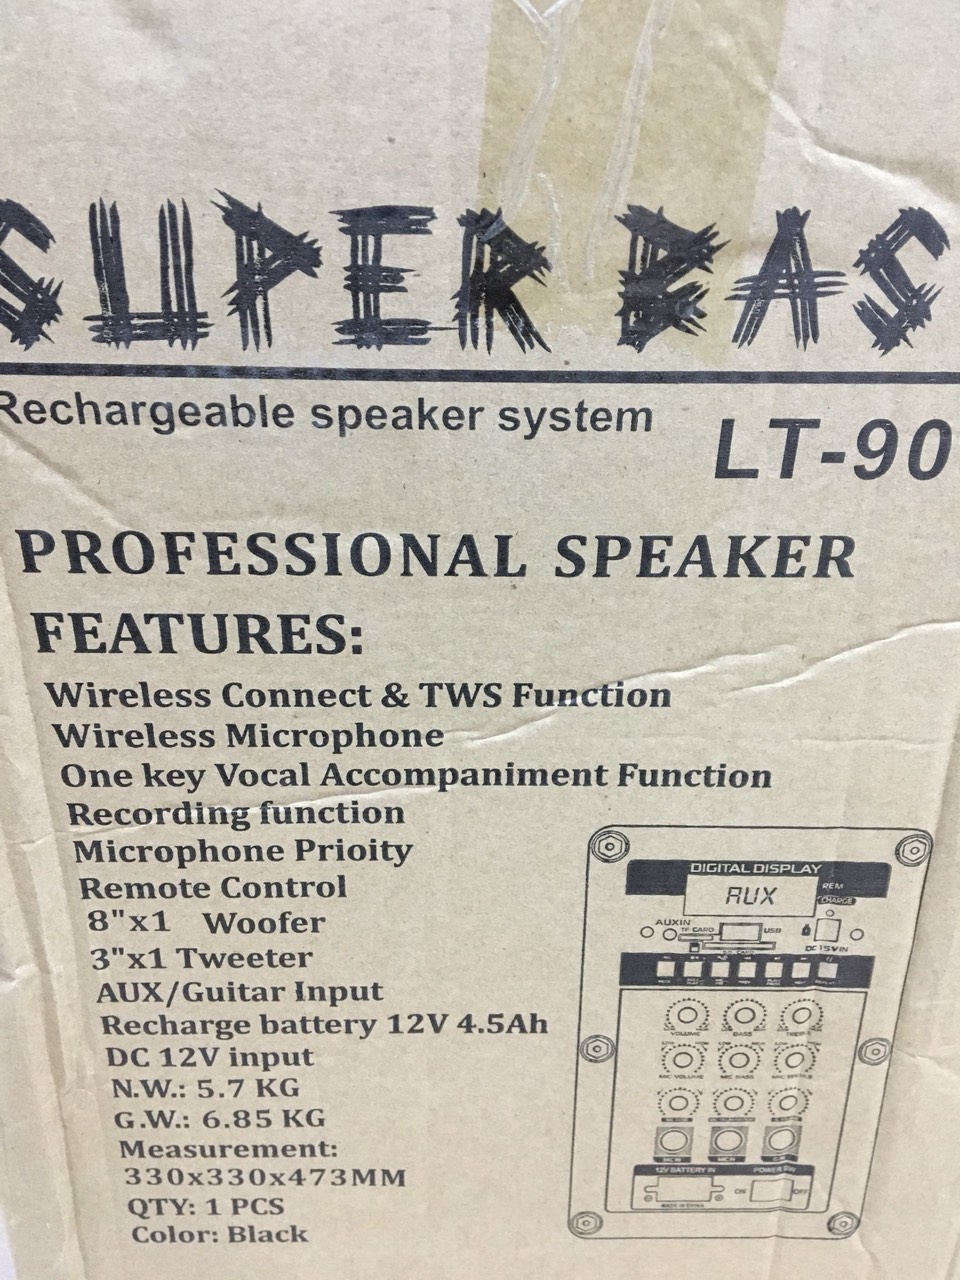 SUPER BAS
Rechargeable speaker system
LT-90
PROFESSIONAL SPEAKER
FEATURES:
Wireless Connect & TWS Function
Wireless Microphone
One key Vocal Accompaniment Function
Recording function
Microphone Prioity
Remote Control
8"x1 Woofer
3"x1 Tweeter
AUX/Guitar Input
Recharge battery 12V 4.5Ah
DC 12V input
N.W.: 5.7 KG
G.W.: 6.85 KG
Measurement:
330x330x473MM
QTY: 1 PCS
Color: Black
DIGITAL DISPLAY
AUX
REM
CHARGE
AUXIN
TF CARD
USB
DC 15V IN
VOLUME BASS
MIC VOLUME MIC BASS
12V BATTERY IN
POWER SW
ON
OFF
MADE IN CHINA